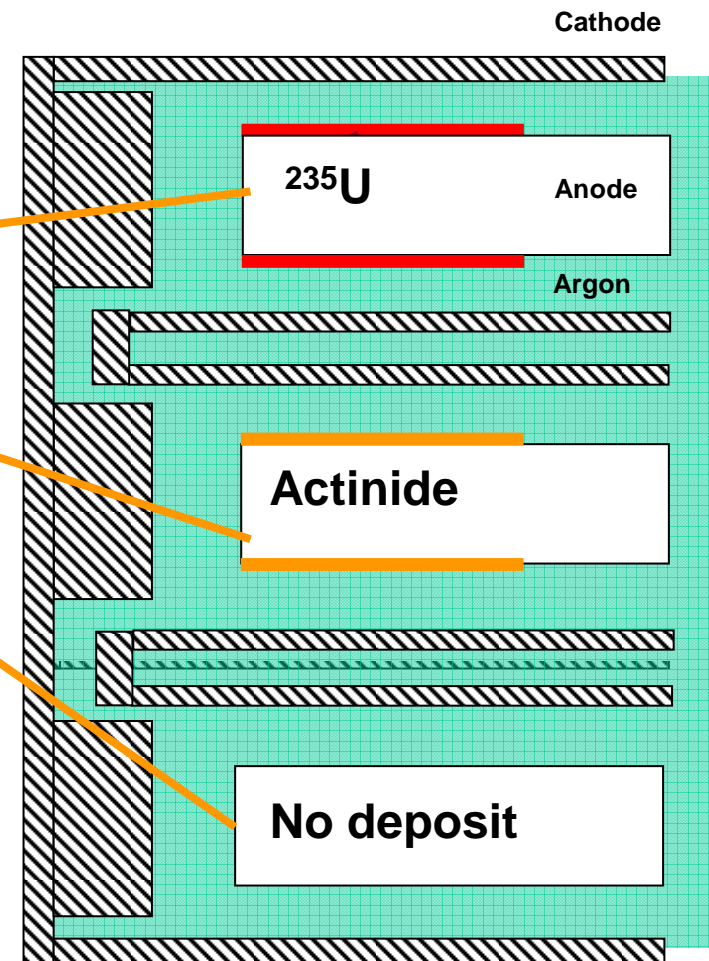 Cathode
²³⁵U
Anode
Argon
Actinide
No deposit